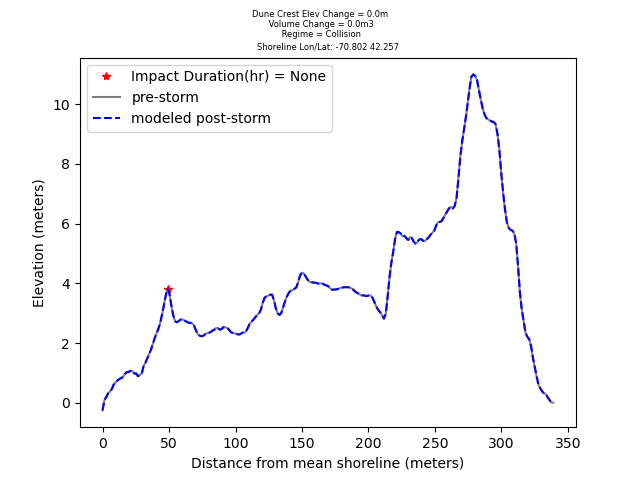 Dune Crest Elev Change = 0.0m
Volume Change = 0.0m3
Regime = Collision
Shoreline Lon/Lat: -70.802 42.257
Impact Duration(hr) = None
pre-storm
modeled post-storm
Elevation (meters)
10
8
6
4
2
0
0 50 100 150 200 250 300 350
Distance from mean shoreline (meters)